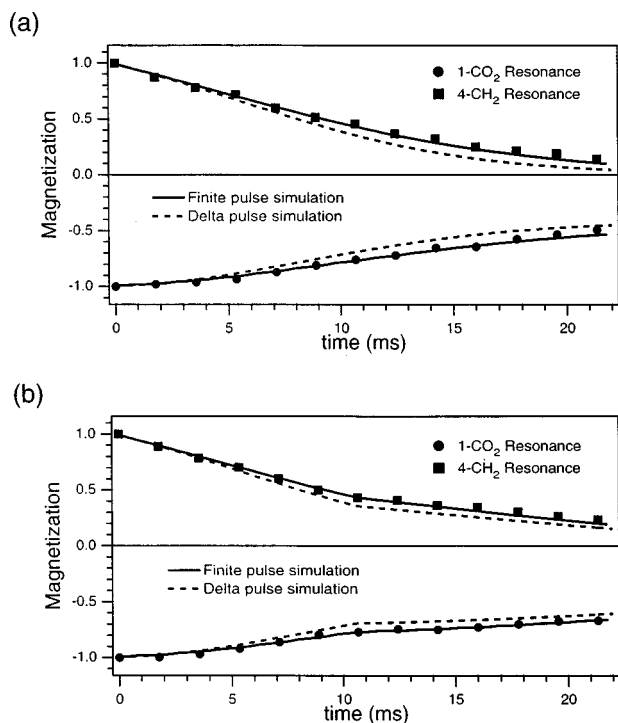 (a)
1.0
0.5
0.0
-0.5
-1.0
Magnetization
1-CO2 Resonance
4-CH2 Resonance
Finite pulse simulation
Delta pulse simulation
0 5 10 15 20
time (ms)
(b)
1.0
0.5
0.0
-0.5
-1.0
Magnetization
1-CO2 Resonance
4-CH2 Resonance
Finite pulse simulation
Delta pulse simulation
0 5 10 15 20
time (ms)